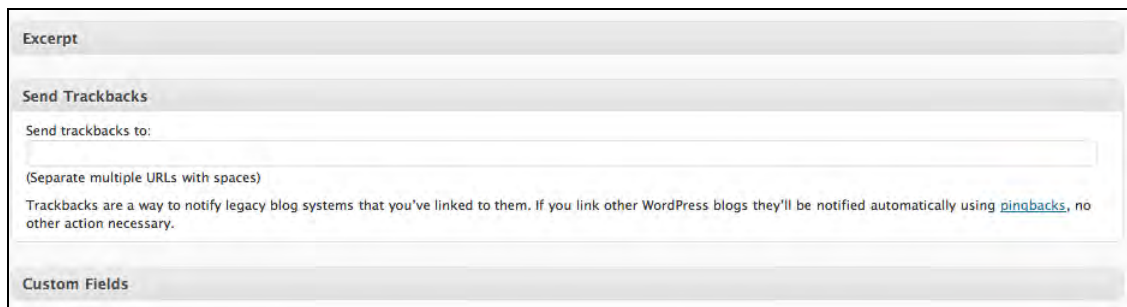 Excerpt
Send Trackbacks
Send trackbacks to:
(Separate multiple URLs with spaces)
Trackbacks are a way to notify legacy blog systems that you've linked to them. If you link other WordPress blogs they'll be notified automatically using pingbacks, no
other action necessary.
Custom Fields